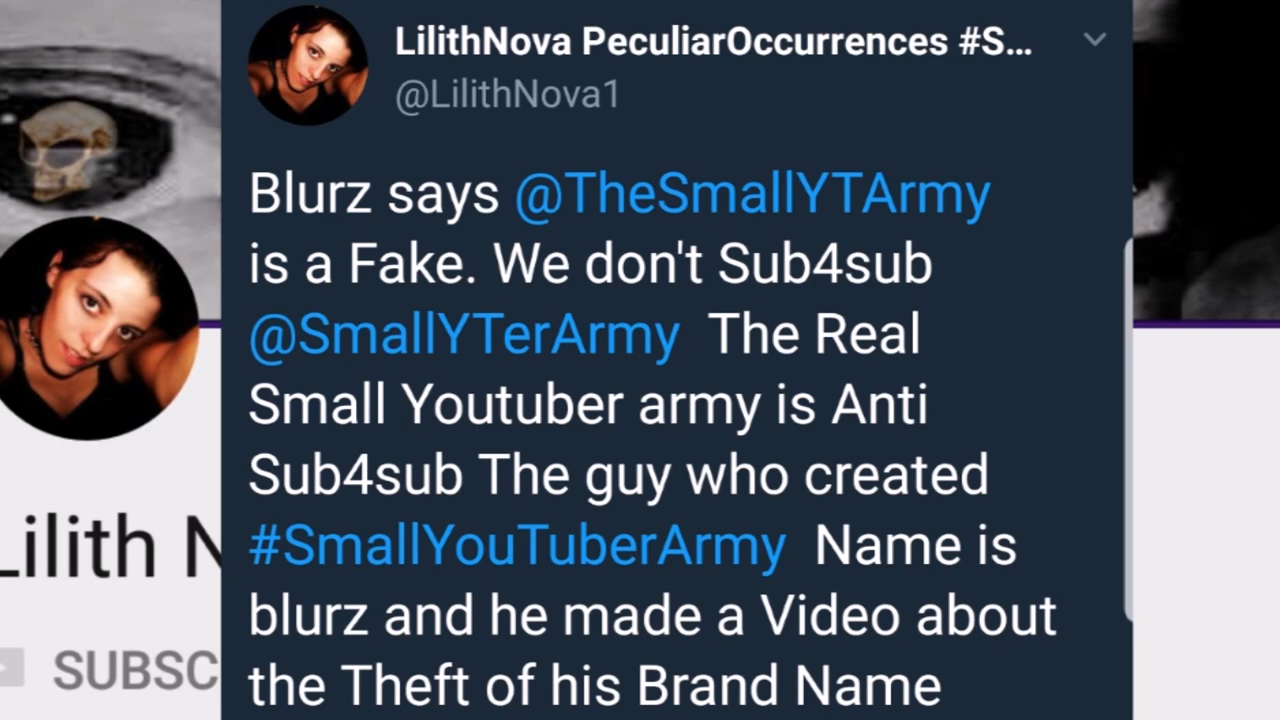 LilithNova PeculiarOccurrences #S...
@LilithNova1
Blurz says @TheSmallYTArmy
is a Fake. We don't Sub4sub
@SmallYTerArmy The Real
Small Youtuber army is Anti
Sub4sub The guy who created
#SmallYouTuberArmy Name is
blurz and he made a Video about
the Theft of his Brand Name
Lilith N
SUBSC